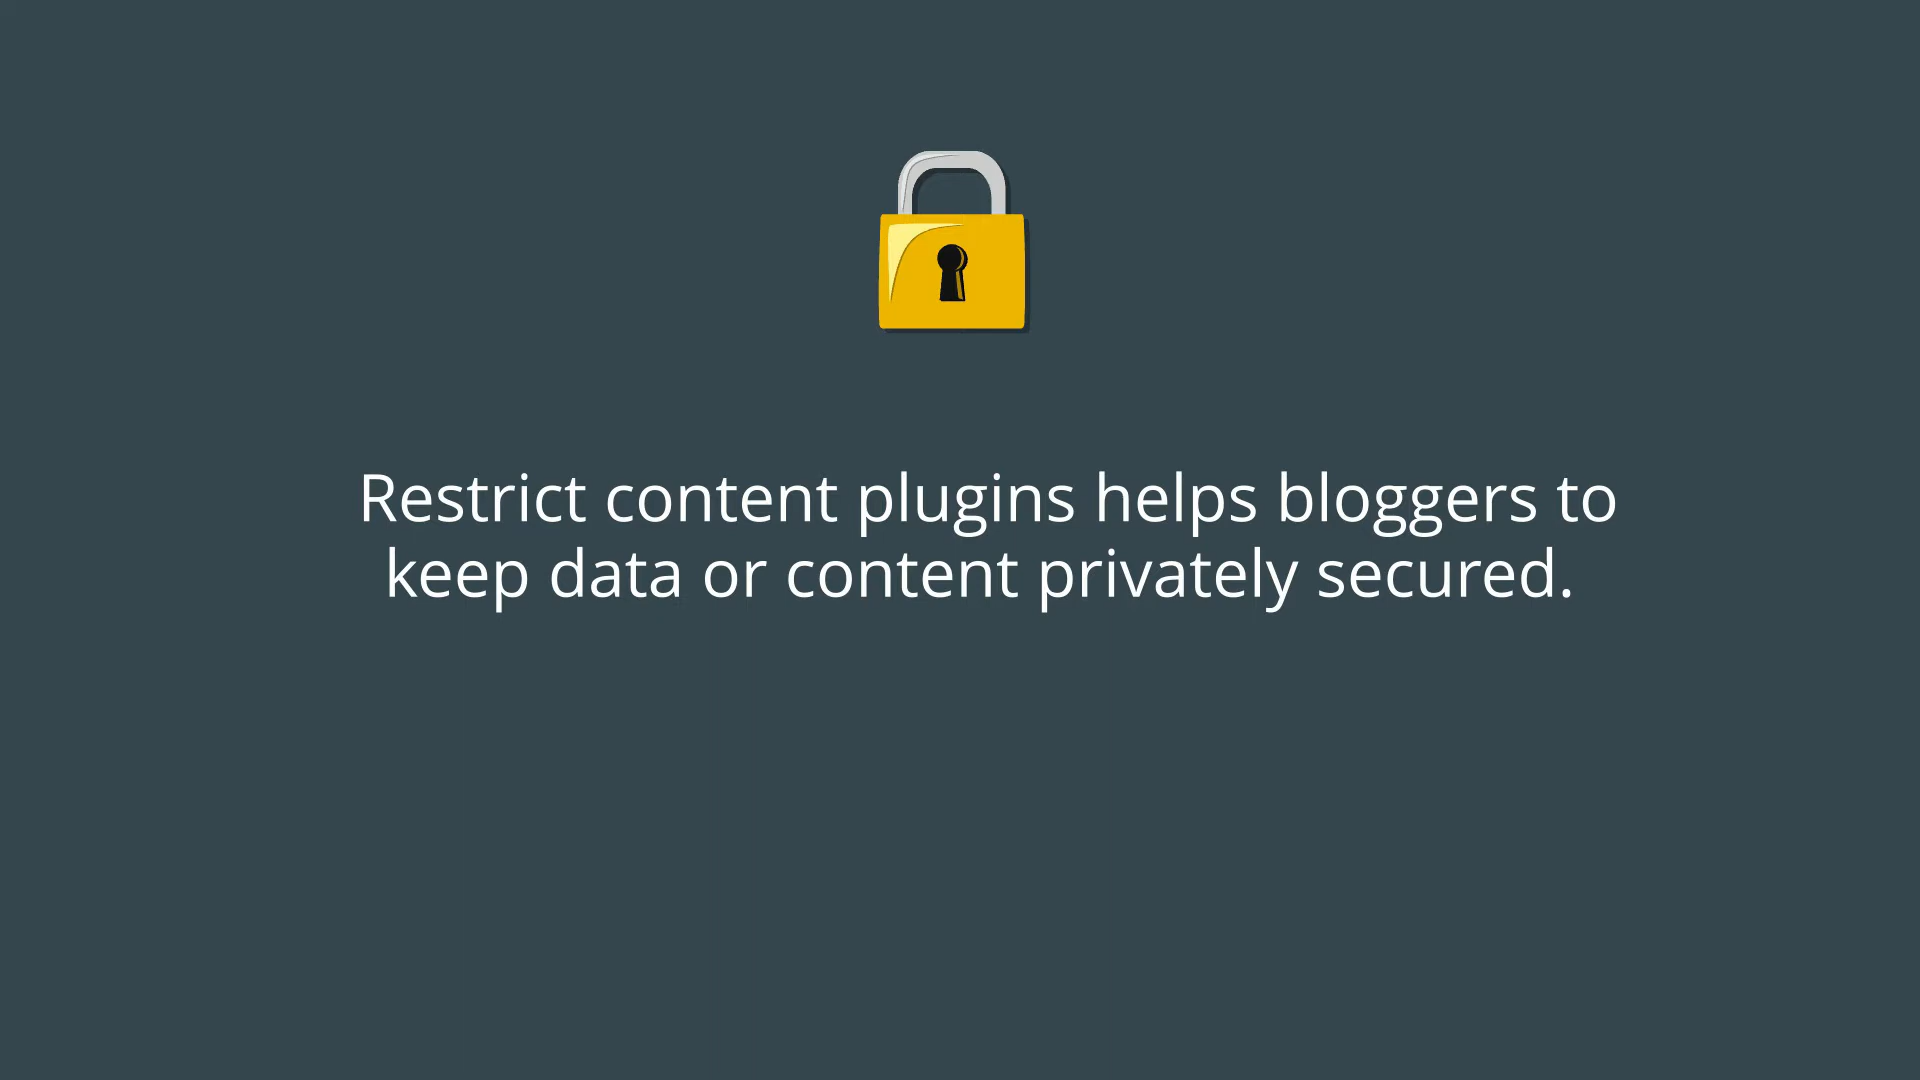 Restrict content plugins helps bloggers to
keep data or content privately secured.